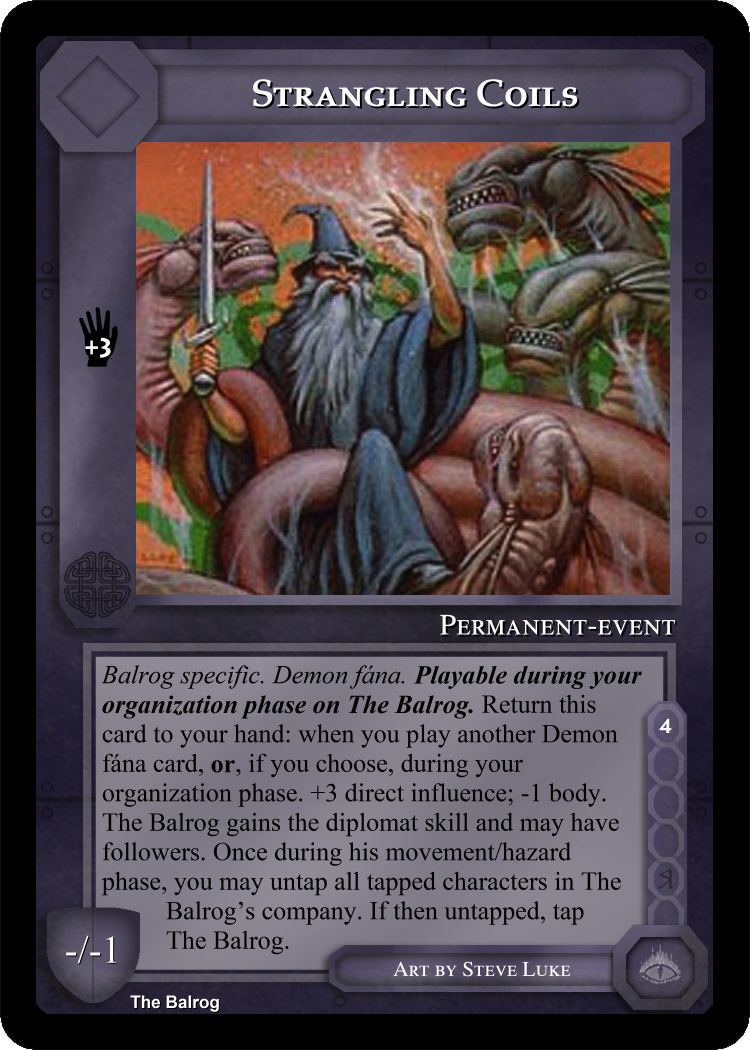 Strangling Coils
+3
Permanent-event
Balrog specific. Demon fána. Playable during your
organization phase on The Balrog. Return this
card to your hand: when you play another Demon
fána card, or, if you choose, during your
organization phase. +3 direct influence; -1 body.
The Balrog gains the diplomat skill and may have
followers. Once during his movement/hazard
phase, you may untap all tapped characters in The
Balrog's company. If then untapped, tap
The Balrog.
4
-/-1
Art by Steve Luke
The Balrog